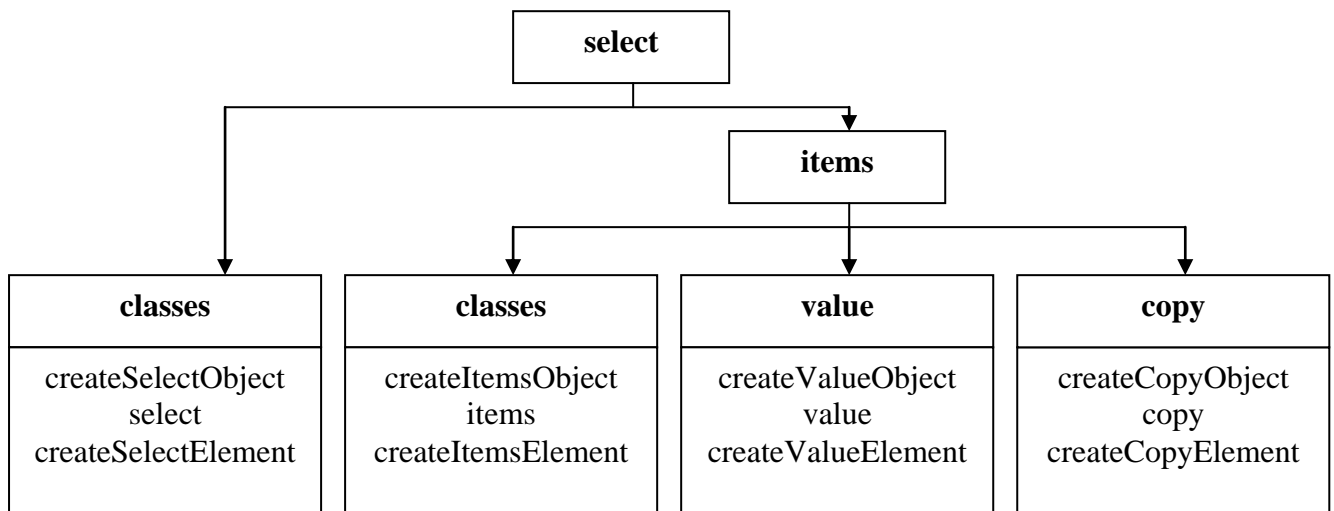 select
items
classes
createSelectObject
select
createSelectElement
classes
createItemsObject
items
createItemsElement
value
createValueObject
value
createValueElement
copy
createCopyObject
copy
createCopyElement